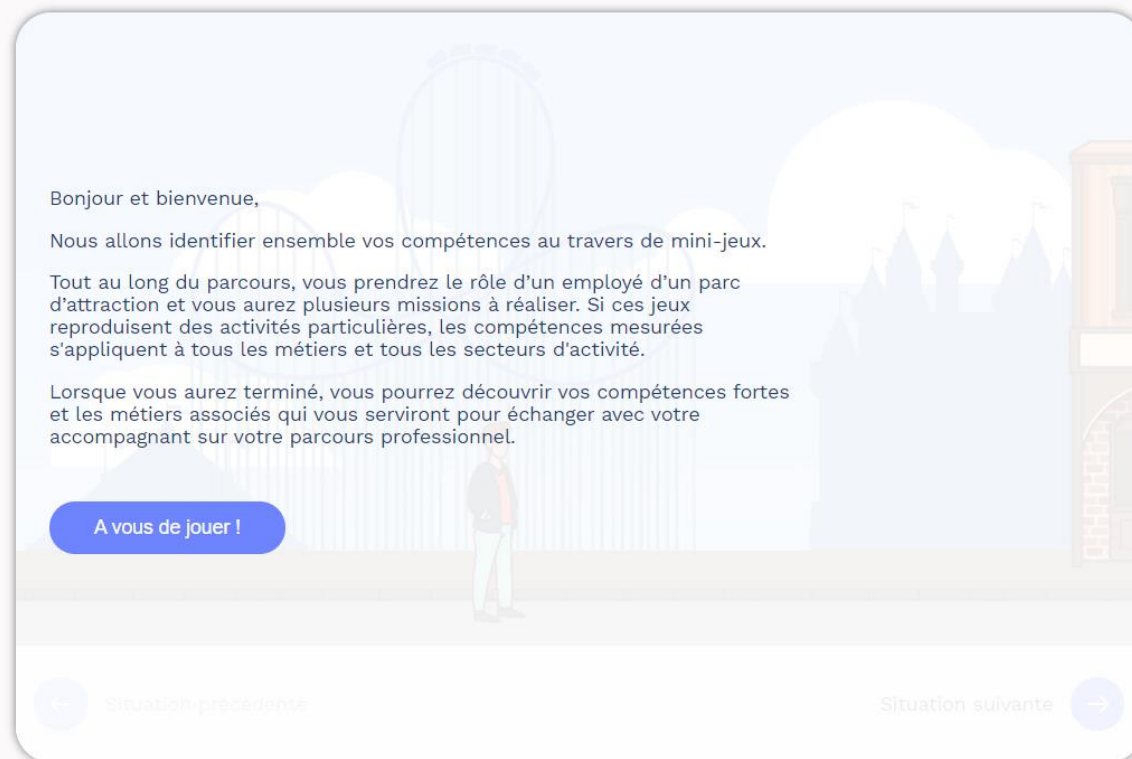 Bonjour et bienvenue,
Nous allons identifier ensemble vos compétences au travers de mini-jeux.
Tout au long du parcours, vous prendrez le rôle d’un employé d’un parc
d’attraction et vous aurez plusieurs missions à réaliser. Si ces jeux
reproduisent des activités particulières, les compétences mesurées
s'appliquent à tous les métiers et tous les secteurs d'activité.
Lorsque vous aurez terminé, vous pourrez découvrir vos compétences fortes
et les métiers associés qui vous serviront pour échanger avec votre
accompagnant sur votre parcours professionnel.
A vous de jouer !
Situation précédente
Situation suivante